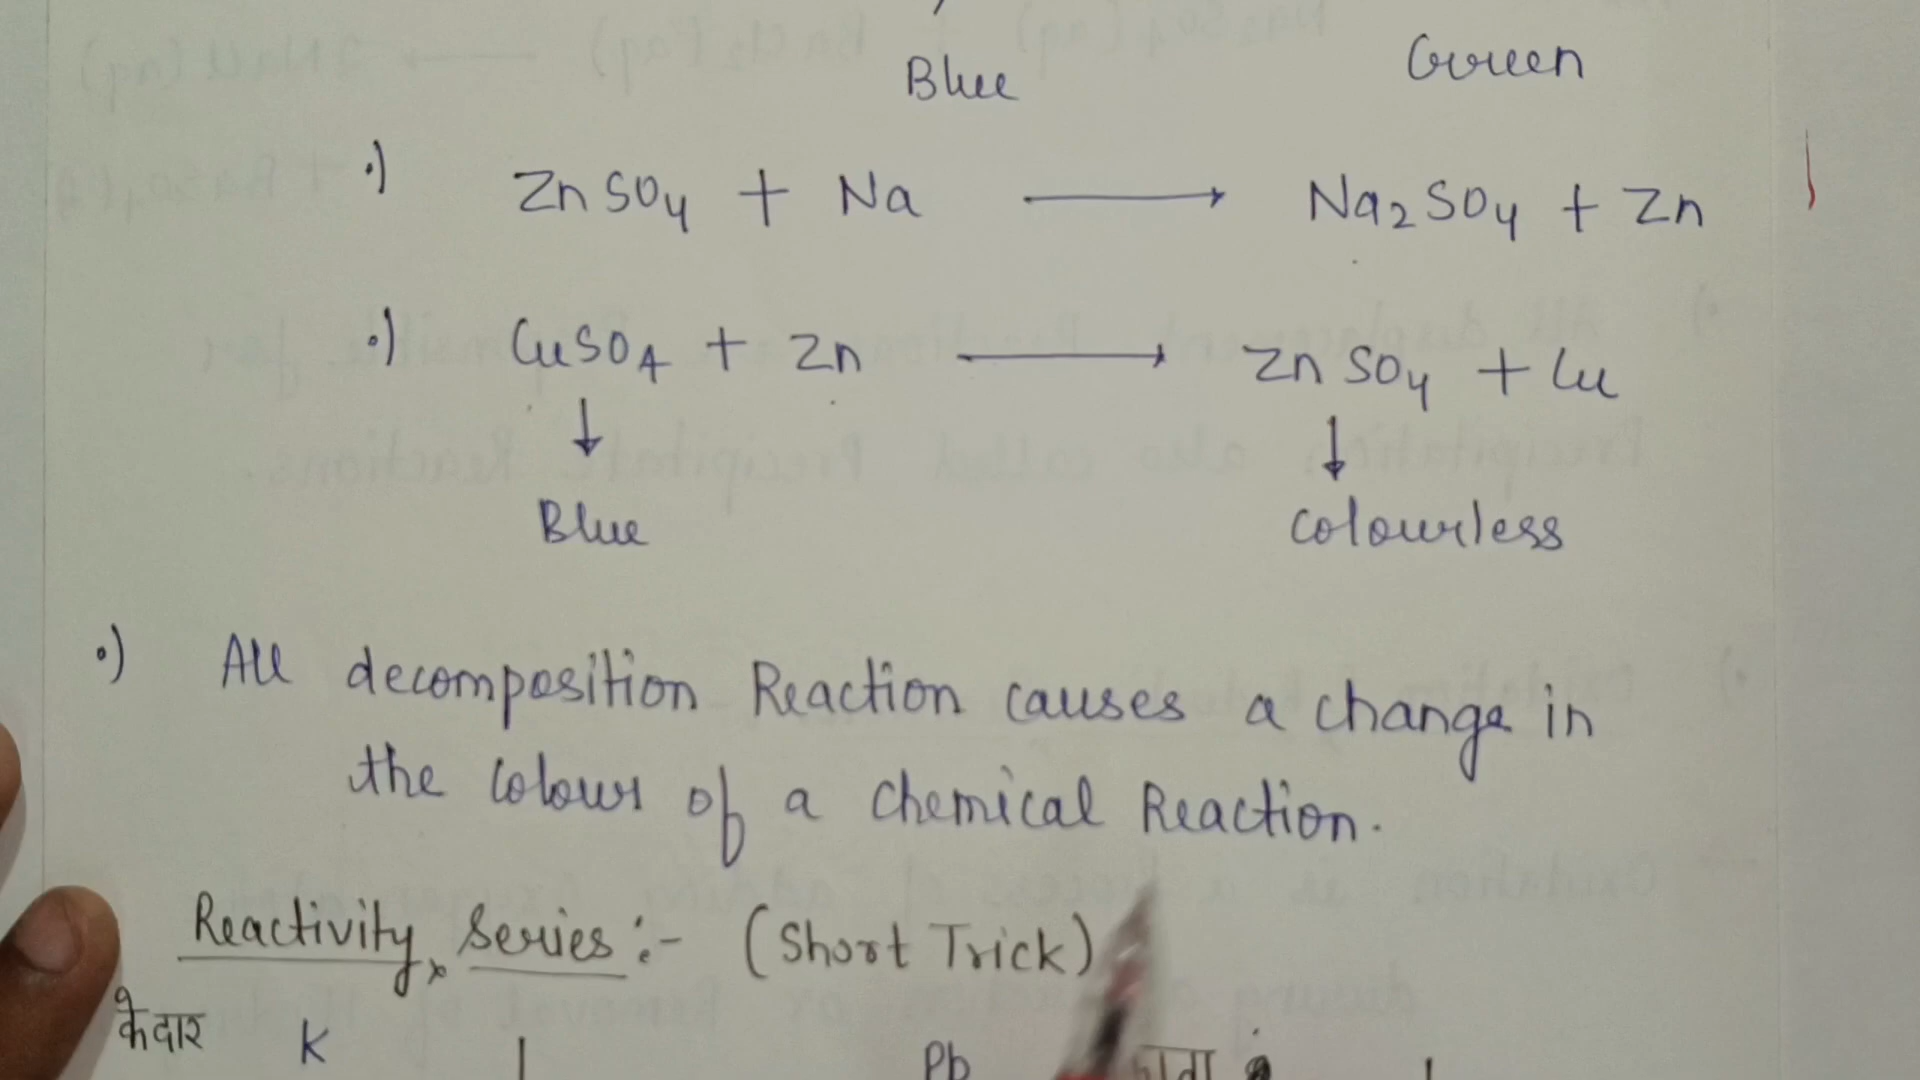 Blue Green
•) ZnSO4 + Na ⟶ Na2SO4 + Zn
•) CuSO4 + Zn ⟶ ZnSO4 + Cu
↓ ↓
Blue Colourless
•) All decomposition Reaction causes a change in
the colour of a chemical Reaction.
Reactivity Series :- (Short Trick)
केदार K Pb